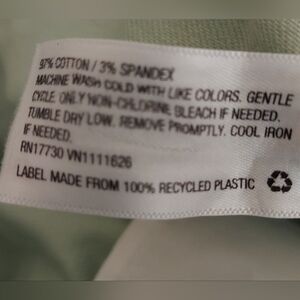 97% COTTON / 3% SPANDEX
MACHINE WASH COLD WITH LIKE COLORS. GENTLE
CYCLE. ONLY NON-CHLORINE BLEACH IF NEEDED.
TUMBLE DRY LOW. REMOVE PROMPTLY. COOL IRON
IF NEEDED.
RN17730 VN1111626
LABEL MADE FROM 100% RECYCLED PLASTIC